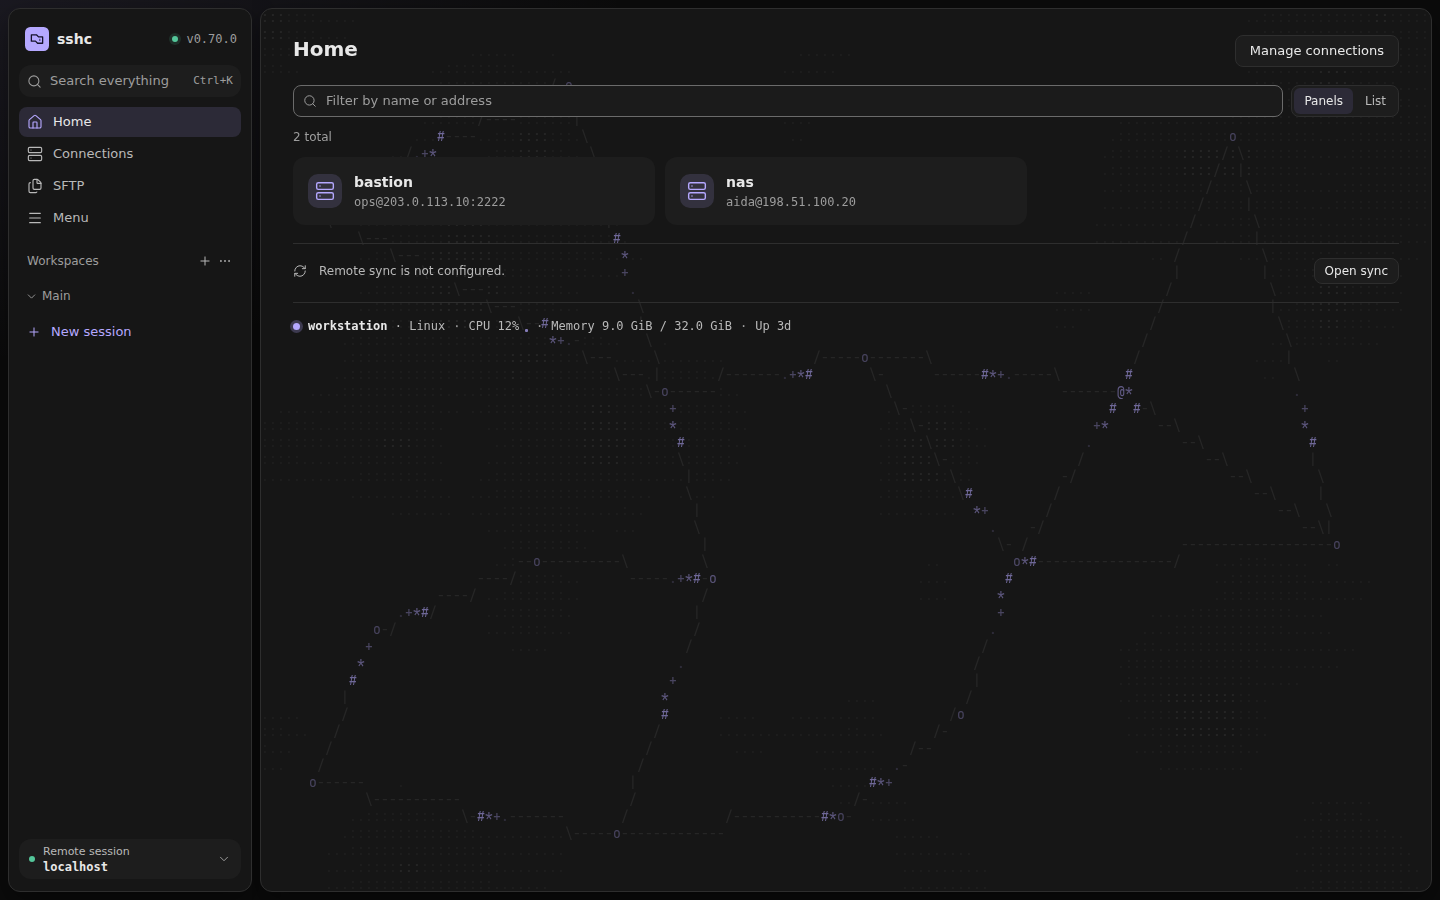 sshc
v0.70.0
Search everything
Ctrl+K
Home
Connections
SFTP
Menu
Workspaces
Main
New session
Remote session
localhost
Home
Manage connections
Filter by name or address
Panels
List
2 total
bastion
ops@203.0.113.10:2222
nas
aida@198.51.100.20
Remote sync is not configured.
Open sync
workstation · Linux · CPU 12% · Memory 9.0 GiB / 32.0 GiB · Up 3d